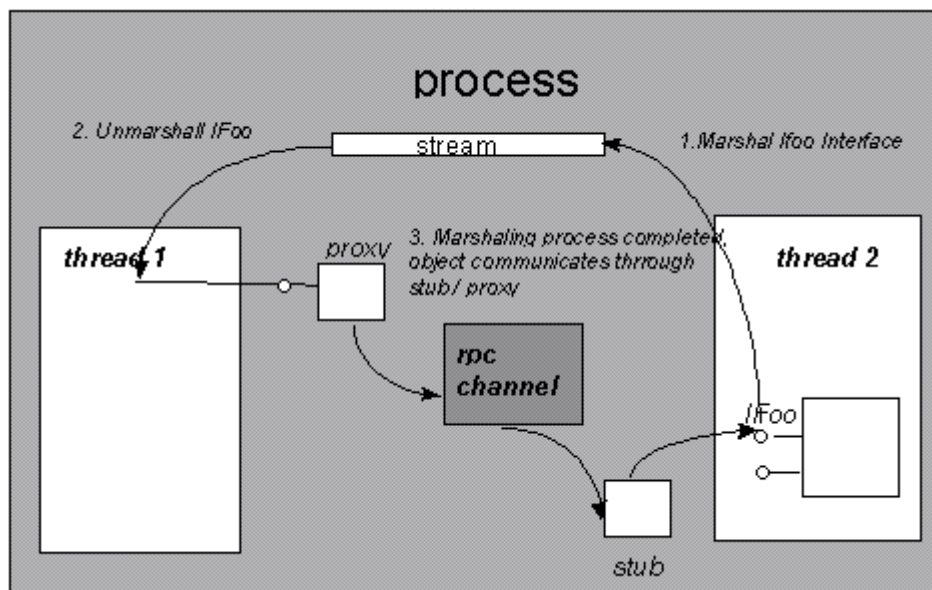 process
2. Unmarshall IFoo
stream
1.Marshal Ifoo Interface
thread 1
proxy
3. Marshaling process completed,
object communicates thrrough
stub/ proxy
thread 2
rpc
channel
IFoo
stub